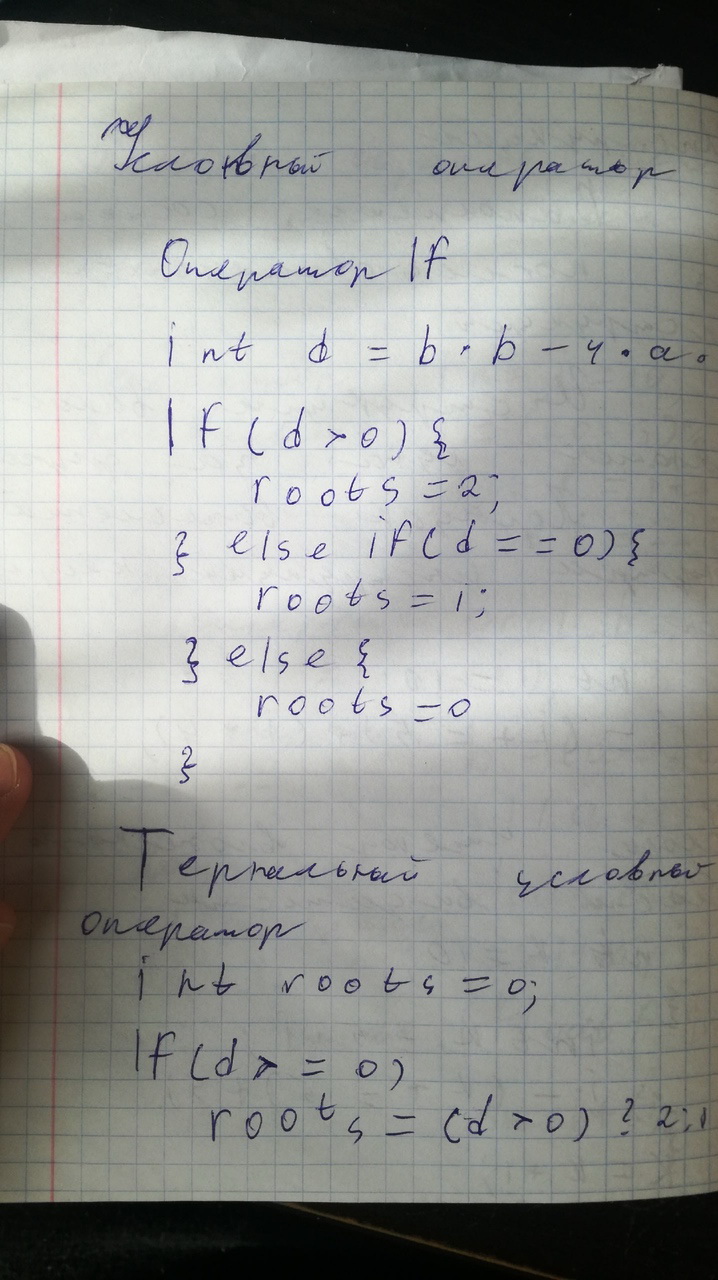 Условный оператор
Оператор If
int d = b · b - 4 · a ·
If (d > 0) {
roots = 2;
} else if (d == 0) {
roots = 1;
} else {
roots = 0
}
Тернальный условный
оператор
int roots = 0;
If (d >= 0)
roots = (d > 0) ? 2 : 1